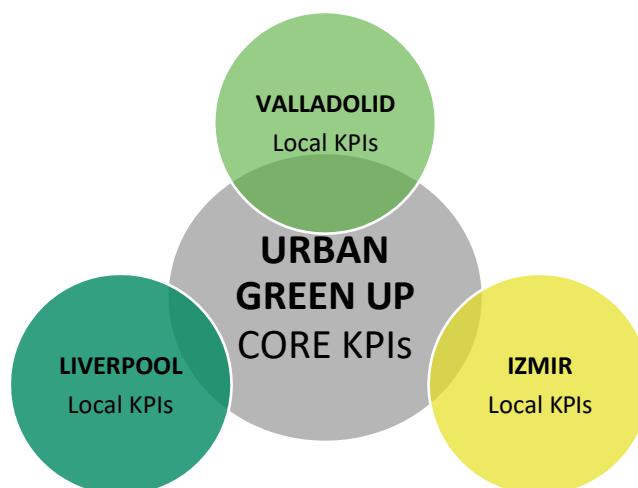 VALLADOLID
Local KPIs
URBAN
GREEN UP
CORE KPIs
LIVERPOOL
Local KPIs
IZMIR
Local KPIs